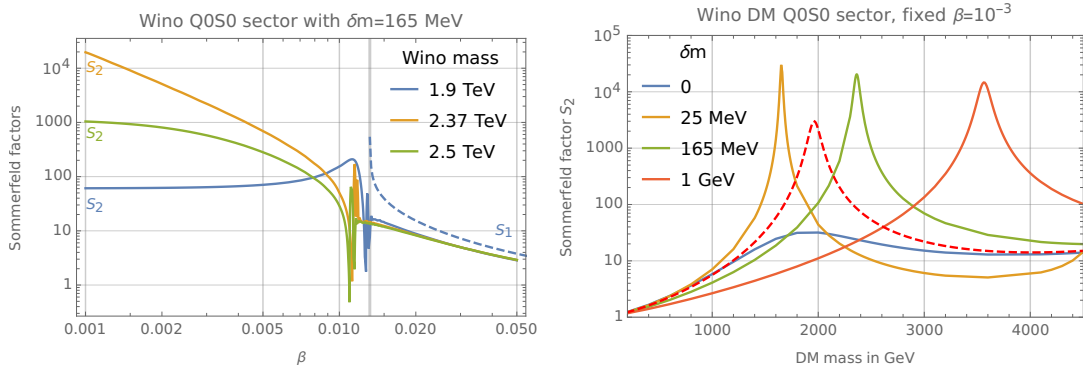 Wino Q0S0 sector with δm=165 MeV
Sommerfeld factors
10⁴
1000
100
10
1
S₂
S₂
S₂
S₁
Wino mass
1.9 TeV
2.37 TeV
2.5 TeV
0.001
0.002
0.005
0.010
0.020
0.050
β
Wino DM Q0S0 sector, fixed β=10⁻³
Sommerfeld factor S₂
10⁵
10⁴
1000
100
10
1
δm
0
25 MeV
165 MeV
1 GeV
1000
2000
3000
4000
DM mass in GeV